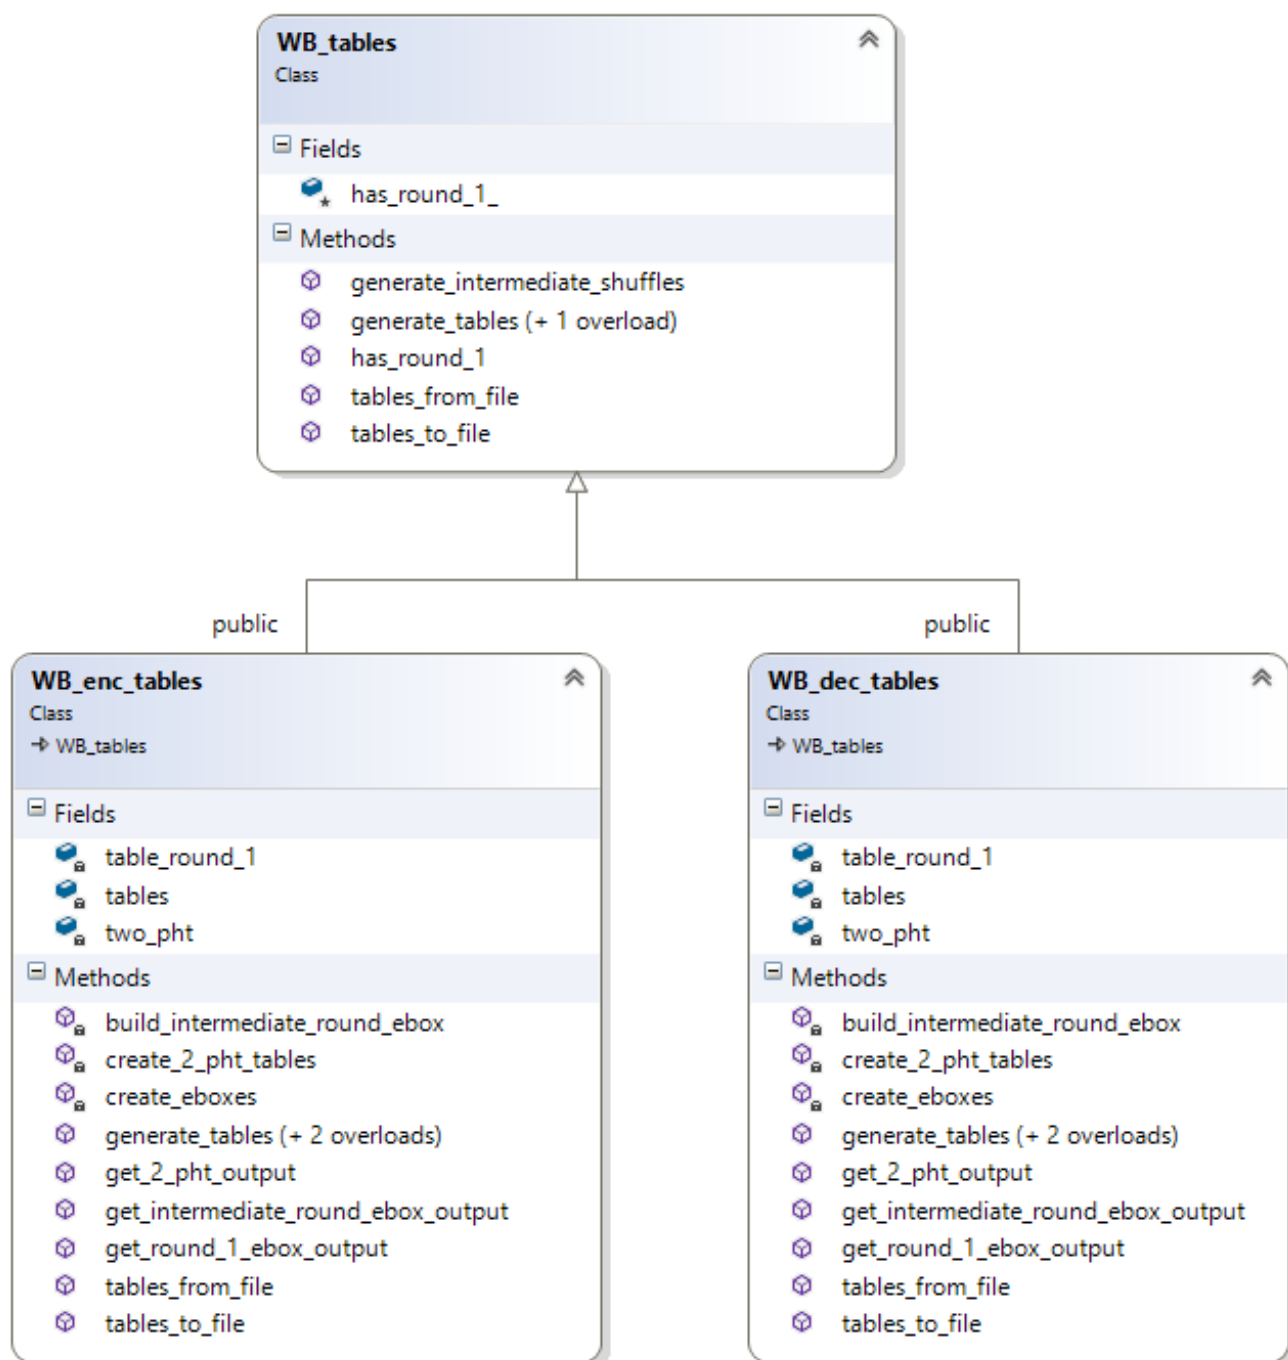 WB_tables
Class
Fields
has_round_1_
Methods
generate_intermediate_shuffles
generate_tables (+ 1 overload)
has_round_1
tables_from_file
tables_to_file
public
public
WB_enc_tables
Class
WB_tables
Fields
table_round_1
tables
two_pht
Methods
build_intermediate_round_ebox
create_2_pht_tables
create_eboxes
generate_tables (+ 2 overloads)
get_2_pht_output
get_intermediate_round_ebox_output
get_round_1_ebox_output
tables_from_file
tables_to_file
WB_dec_tables
Class
WB_tables
Fields
table_round_1
tables
two_pht
Methods
build_intermediate_round_ebox
create_2_pht_tables
create_eboxes
generate_tables (+ 2 overloads)
get_2_pht_output
get_intermediate_round_ebox_output
get_round_1_ebox_output
tables_from_file
tables_to_file